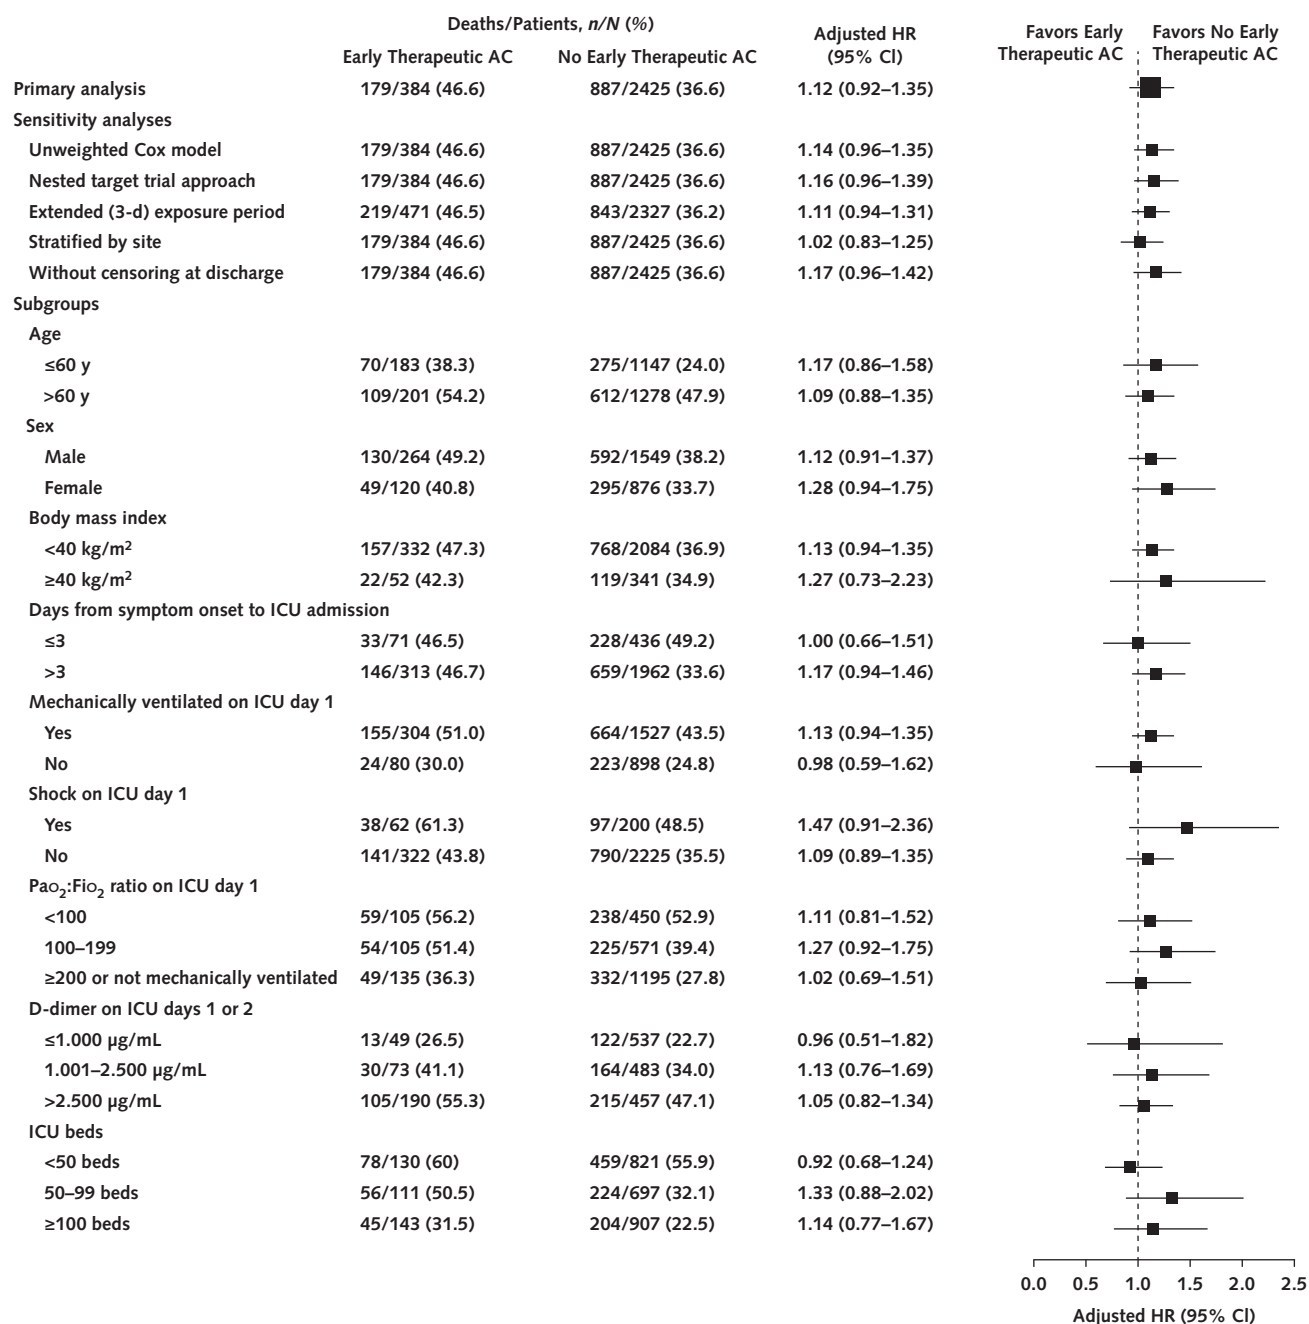 Deaths/Patients, n/N (%)
Early Therapeutic AC No Early Therapeutic AC Adjusted HR (95% CI) Favors Early Therapeutic AC Favors No Early Therapeutic AC
Primary analysis 179/384 (46.6) 887/2425 (36.6) 1.12 (0.92–1.35)
Sensitivity analyses
Unweighted Cox model 179/384 (46.6) 887/2425 (36.6) 1.14 (0.96–1.35)
Nested target trial approach 179/384 (46.6) 887/2425 (36.6) 1.16 (0.96–1.39)
Extended (3-d) exposure period 219/471 (46.5) 843/2327 (36.2) 1.11 (0.94–1.31)
Stratified by site 179/384 (46.6) 887/2425 (36.6) 1.02 (0.83–1.25)
Without censoring at discharge 179/384 (46.6) 887/2425 (36.6) 1.17 (0.96–1.42)
Subgroups
Age
≤60 y 70/183 (38.3) 275/1147 (24.0) 1.17 (0.86–1.58)
>60 y 109/201 (54.2) 612/1278 (47.9) 1.09 (0.88–1.35)
Sex
Male 130/264 (49.2) 592/1549 (38.2) 1.12 (0.91–1.37)
Female 49/120 (40.8) 295/876 (33.7) 1.28 (0.94–1.75)
Body mass index
<40 kg/m² 157/332 (47.3) 768/2084 (36.9) 1.13 (0.94–1.35)
≥40 kg/m² 22/52 (42.3) 119/341 (34.9) 1.27 (0.73–2.23)
Days from symptom onset to ICU admission
≤3 33/71 (46.5) 228/436 (49.2) 1.00 (0.66–1.51)
>3 146/313 (46.7) 659/1962 (33.6) 1.17 (0.94–1.46)
Mechanically ventilated on ICU day 1
Yes 155/304 (51.0) 664/1527 (43.5) 1.13 (0.94–1.35)
No 24/80 (30.0) 223/898 (24.8) 0.98 (0.59–1.62)
Shock on ICU day 1
Yes 38/62 (61.3) 97/200 (48.5) 1.47 (0.91–2.36)
No 141/322 (43.8) 790/2225 (35.5) 1.09 (0.89–1.35)
PaO₂:FiO₂ ratio on ICU day 1
<100 59/105 (56.2) 238/450 (52.9) 1.11 (0.81–1.52)
100–199 54/105 (51.4) 225/571 (39.4) 1.27 (0.92–1.75)
≥200 or not mechanically ventilated 49/135 (36.3) 332/1195 (27.8) 1.02 (0.69–1.51)
D-dimer on ICU days 1 or 2
≤1.000 µg/mL 13/49 (26.5) 122/537 (22.7) 0.96 (0.51–1.82)
1.001–2.500 µg/mL 30/73 (41.1) 164/483 (34.0) 1.13 (0.76–1.69)
>2.500 µg/mL 105/190 (55.3) 215/457 (47.1) 1.05 (0.82–1.34)
ICU beds
<50 beds 78/130 (60) 459/821 (55.9) 0.92 (0.68–1.24)
50–99 beds 56/111 (50.5) 224/697 (32.1) 1.33 (0.88–2.02)
≥100 beds 45/143 (31.5) 204/907 (22.5) 1.14 (0.77–1.67)
0.0 0.5 1.0 1.5 2.0 2.5
Adjusted HR (95% CI)